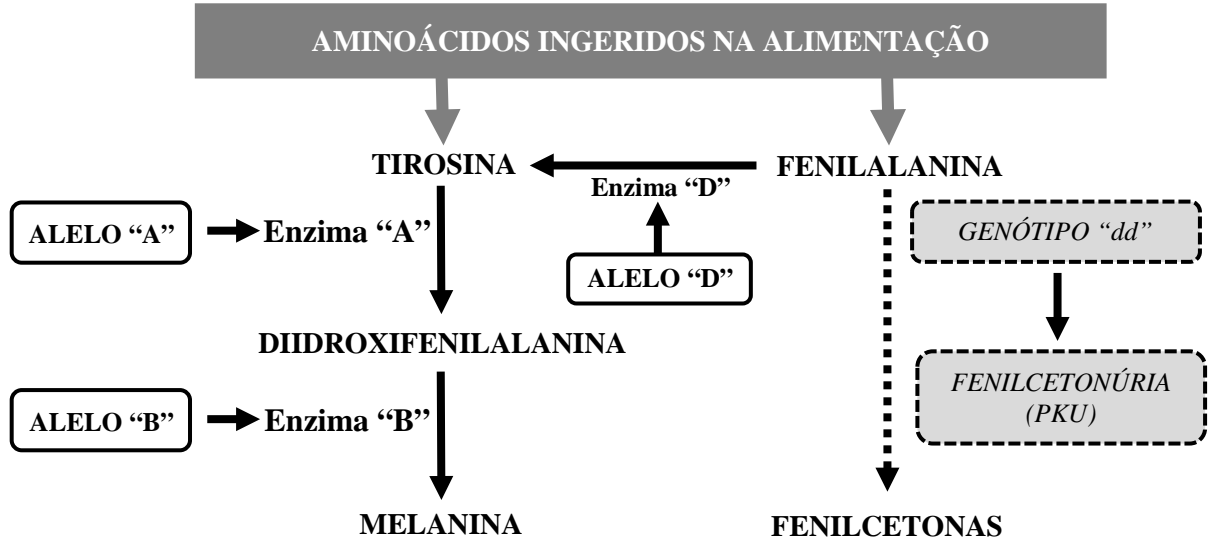 AMINOÁCIDOS INGERIDOS NA ALIMENTAÇÃO
TIROSINA
FENILALANINA
Enzima “D”
ALELO “A”
Enzima “A”
GENÓTIPO “dd”
ALELO “D”
DIIDROXIFENILALANINA
FENILCETONÚRIA
(PKU)
ALELO “B”
Enzima “B”
MELANINA
FENILCETONAS